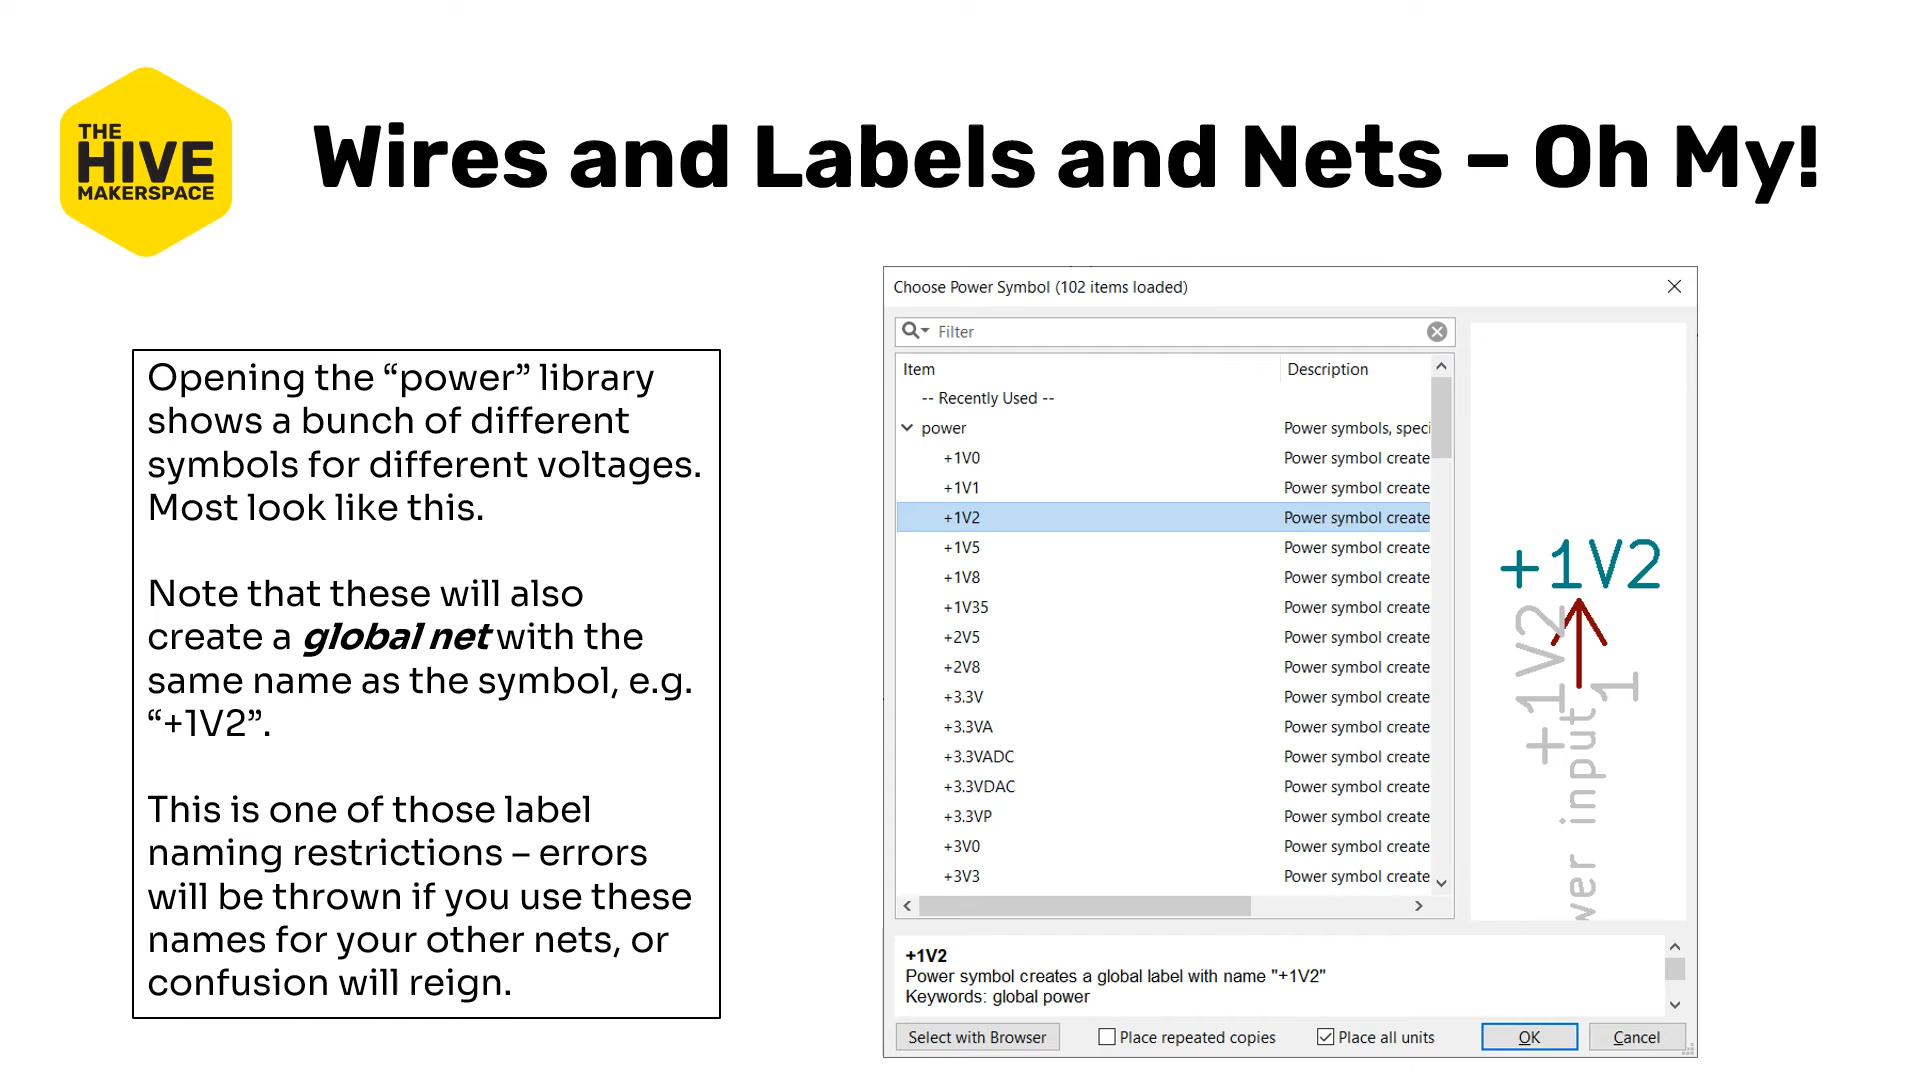 THE
HIVE
MAKERSPACE
Wires and Labels and Nets – Oh My!
Opening the “power” library
shows a bunch of different
symbols for different voltages.
Most look like this.
Note that these will also
create a global net with the
same name as the symbol, e.g.
“+1V2”.
This is one of those label
naming restrictions – errors
will be thrown if you use these
names for your other nets, or
confusion will reign.
Choose Power Symbol (102 items loaded)
Filter
Item Description
-- Recently Used --
power Power symbols, speci
+1V0 Power symbol create
+1V1 Power symbol create
+1V2 Power symbol create
+1V5 Power symbol create
+1V8 Power symbol create
+1V35 Power symbol create
+2V5 Power symbol create
+2V8 Power symbol create
+3.3V Power symbol create
+3.3VA Power symbol create
+3.3VADC Power symbol create
+3.3VDAC Power symbol create
+3.3VP Power symbol create
+3V0 Power symbol create
+3V3 Power symbol create
+1V2
+1V2
1
wer input
+1V2
Power symbol creates a global label with name "+1V2"
Keywords: global power
Select with Browser Place repeated copies Place all units OK Cancel